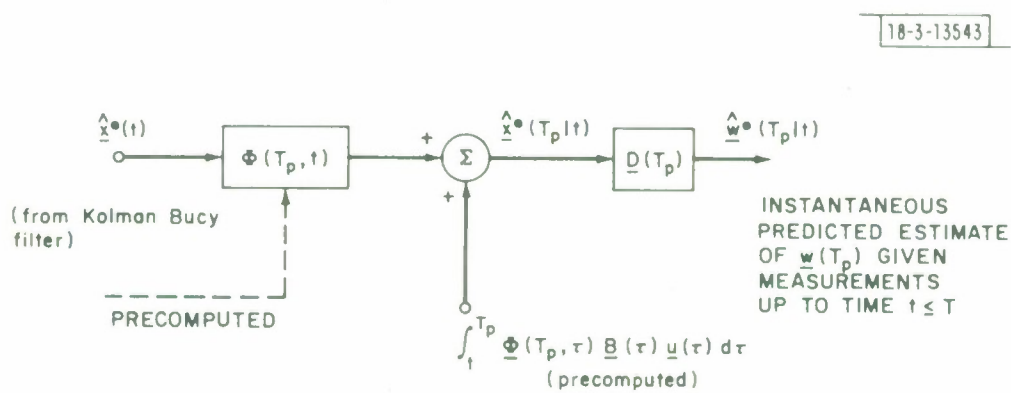 18-3-13543
x̲̂•(t)
Φ(Tp, t)
+
Σ
+
x̲̂•(Tp|t)
D̲(Tp)
ŵ̲•(Tp|t)
(from Kolman Bucy
filter)
PRECOMPUTED
INSTANTANEOUS
PREDICTED ESTIMATE
OF w̲(Tp) GIVEN
MEASUREMENTS
UP TO TIME t ≤ T
∫ₜᵀᵖ Φ̲(Tp, τ) B̲(τ) u̲(τ) dτ
(precomputed)